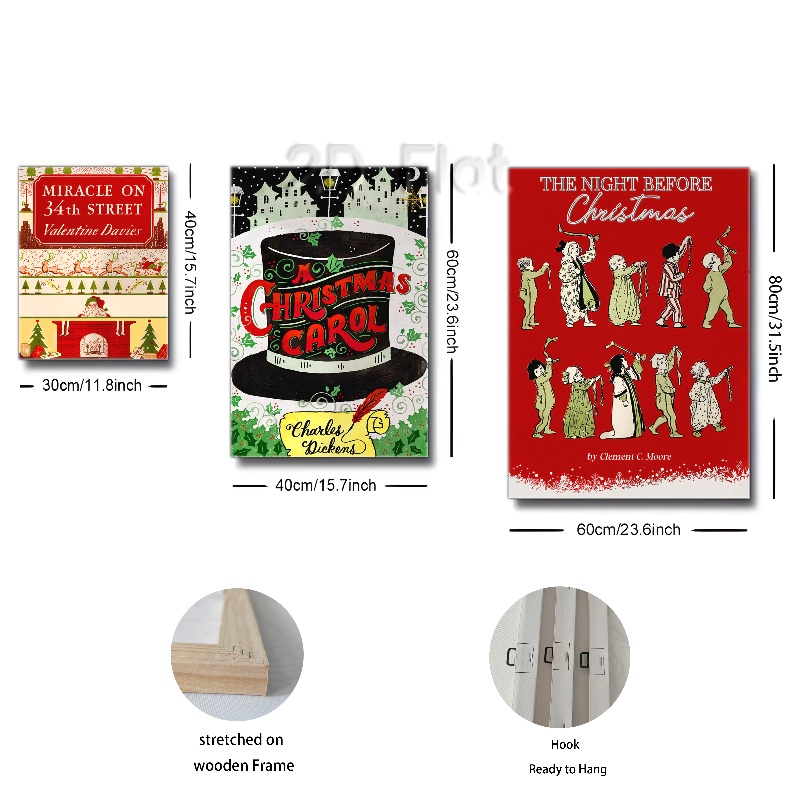 2D Flat
MIRACLE ON
34th STREET
Valentine Davies
40cm/15.7inch
30cm/11.8inch
A
CHRISTMAS
CAROL
Charles
Dickens
60cm/23.6inch
40cm/15.7inch
THE NIGHT BEFORE
Christmas
by Clement C. Moore
80cm/31.5inch
60cm/23.6inch
stretched on
wooden Frame
Hook
Ready to Hang